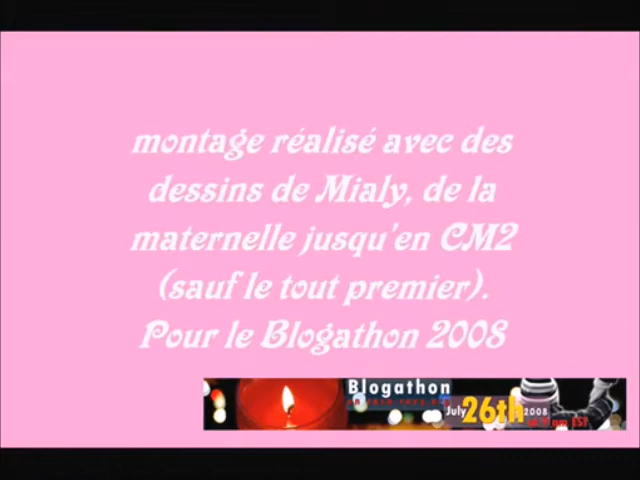 montage réalisé avec des
dessins de Mialy, de la
maternelle jusqu'en CM2
(sauf le tout premier).
Pour le Blogathon 2008
Blogathon
July 26th 2008